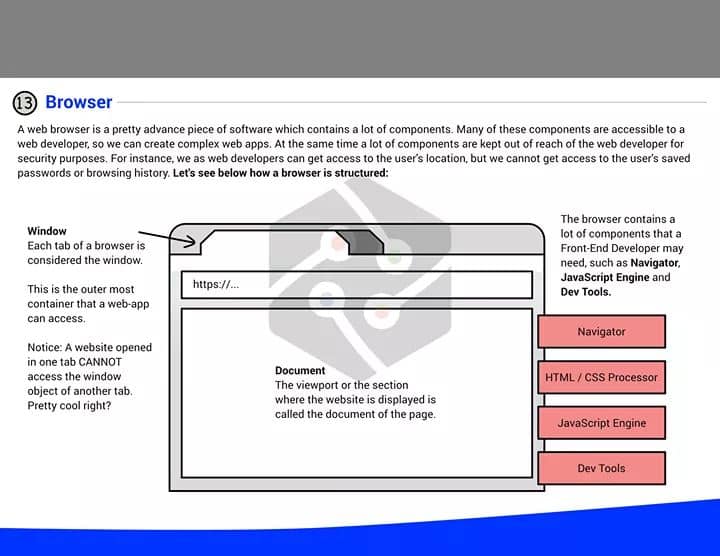 13 Browser
A web browser is a pretty advance piece of software which contains a lot of components. Many of these components are accessible to a
web developer, so we can create complex web apps. At the same time a lot of components are kept out of reach of the web developer for
security purposes. For instance, we as web developers can get access to the user's location, but we cannot get access to the user's saved
passwords or browsing history. Let's see below how a browser is structured:
Window
Each tab of a browser is
considered the window.
This is the outer most
container that a web-app
can access.
Notice: A website opened
in one tab CANNOT
access the window
object of another tab.
Pretty cool right?
https://...
Document
The viewport or the section
where the website is displayed is
called the document of the page.
The browser contains a
lot of components that a
Front-End Developer may
need, such as Navigator,
JavaScript Engine and
Dev Tools.
Navigator
HTML / CSS Processor
JavaScript Engine
Dev Tools